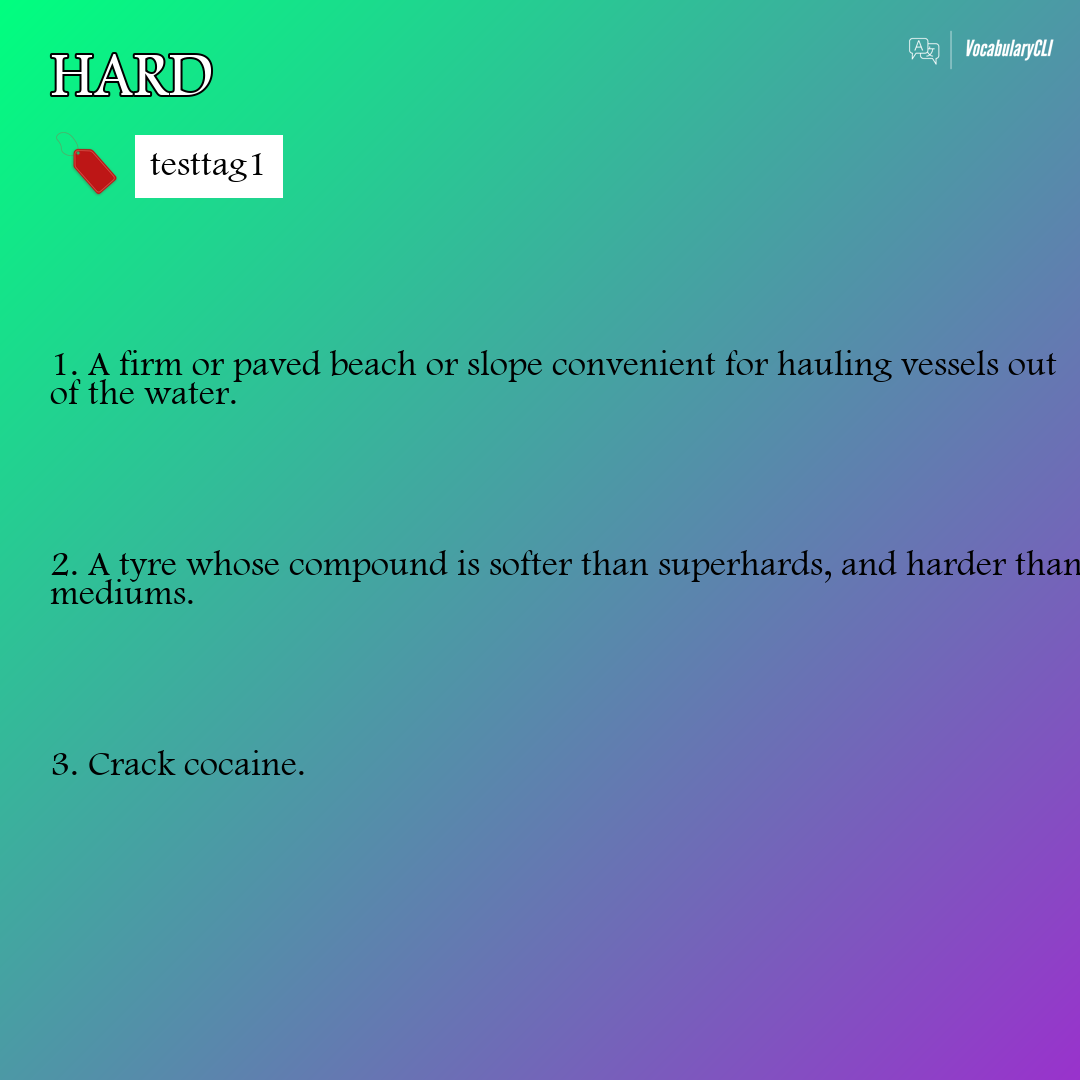 HARD
A
文
VocabularyCLI
testtag1
1. A firm or paved beach or slope convenient for hauling vessels out
of the water.
2. A tyre whose compound is softer than superhards, and harder than
mediums.
3. Crack cocaine.